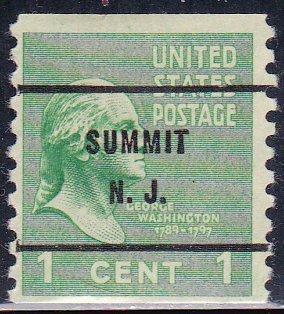 UNITED
STATES
POSTAGE
SUMMIT
N. J.
GEORGE
WASHINGTON
1789-1797
1 CENT 1